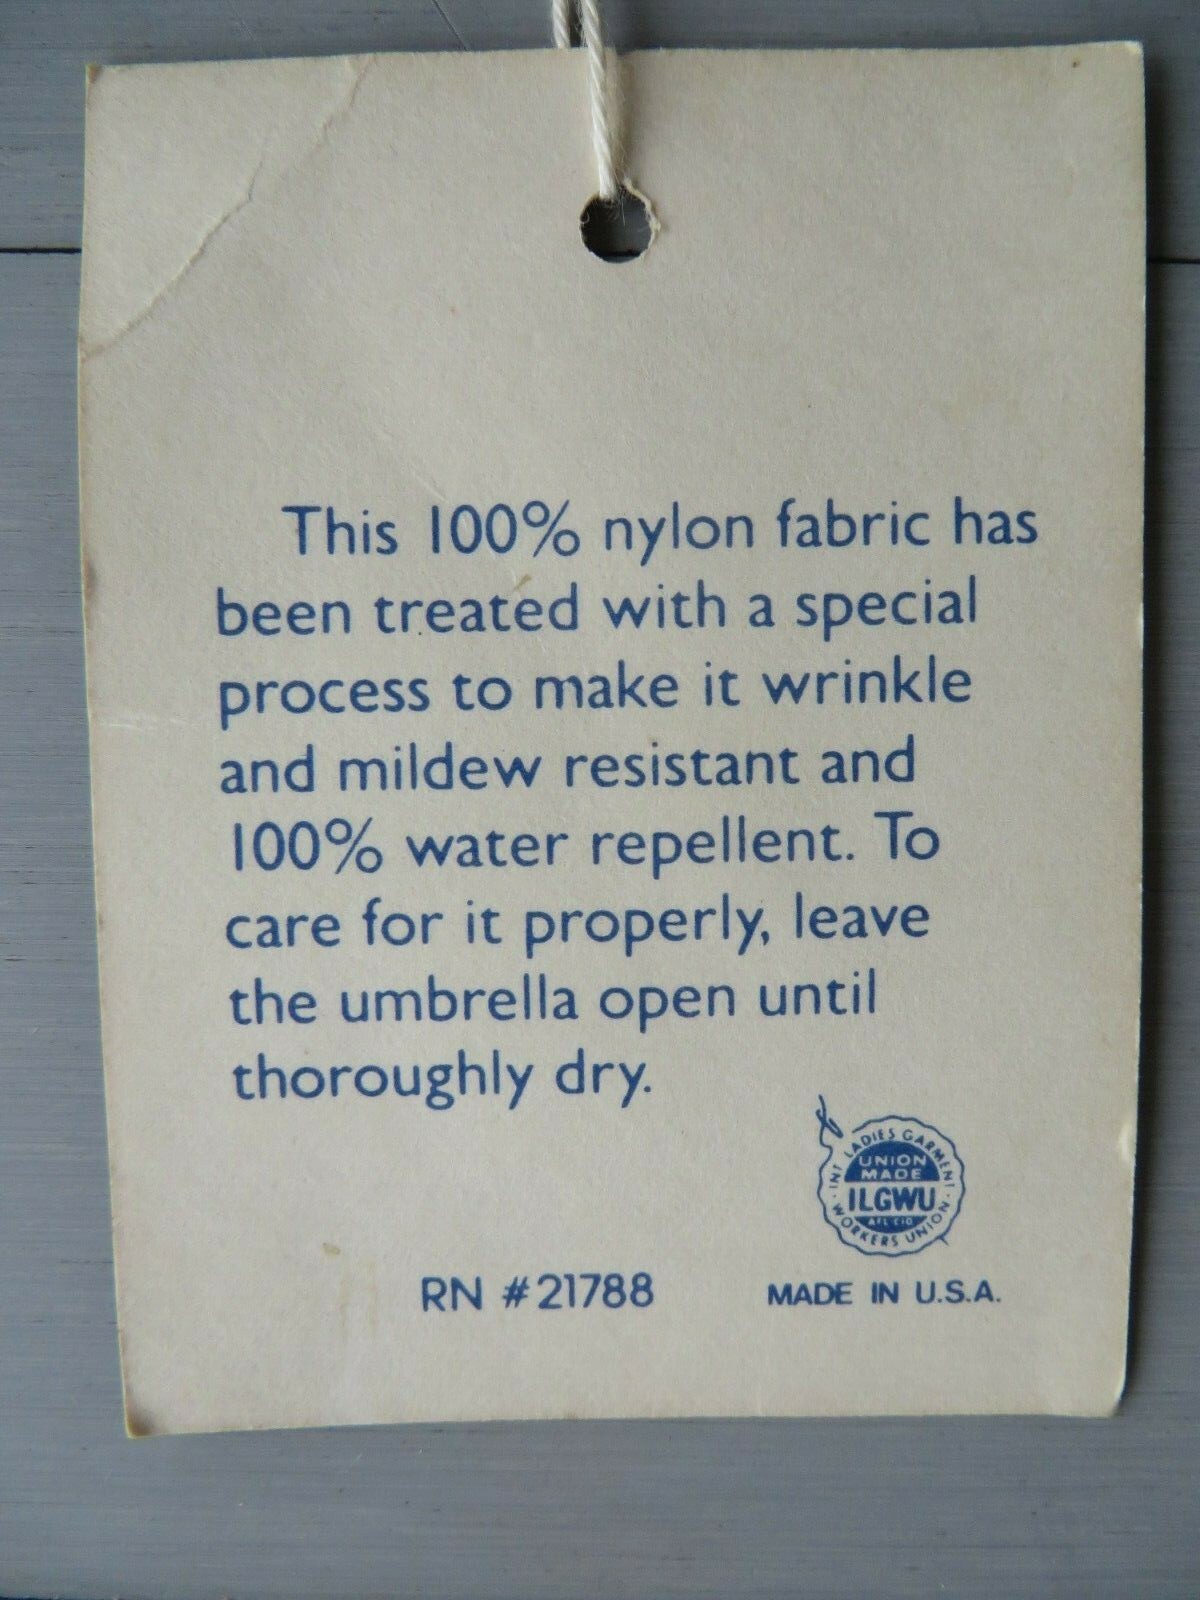 This 100% nylon fabric has
been treated with a special
process to make it wrinkle
and mildew resistant and
100% water repellent. To
care for it properly, leave
the umbrella open until
thoroughly dry.
INT LADIES GARMENT
WORKERS UNION
UNION
MADE
ILGWU
AFL CIO
RN #21788
MADE IN U.S.A.